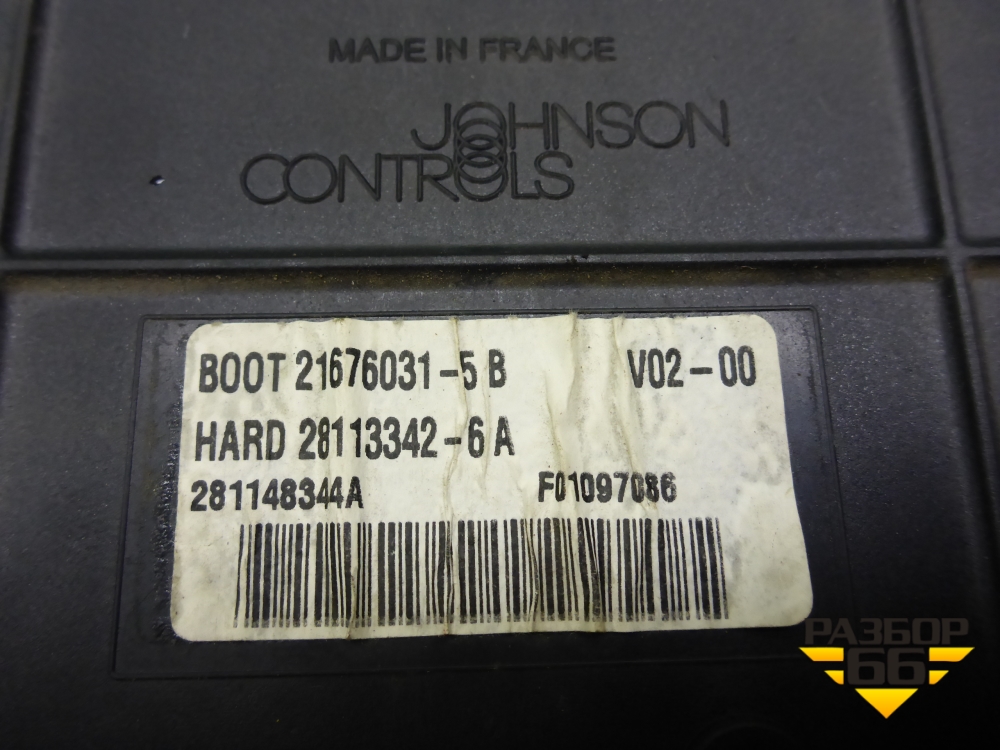 MADE IN FRANCE
JOHNSON
CONTROLS
BOOT 21676031-5 B V02-00
HARD 28113342-6 A
281148344A F01097086
РАЗБОР
66